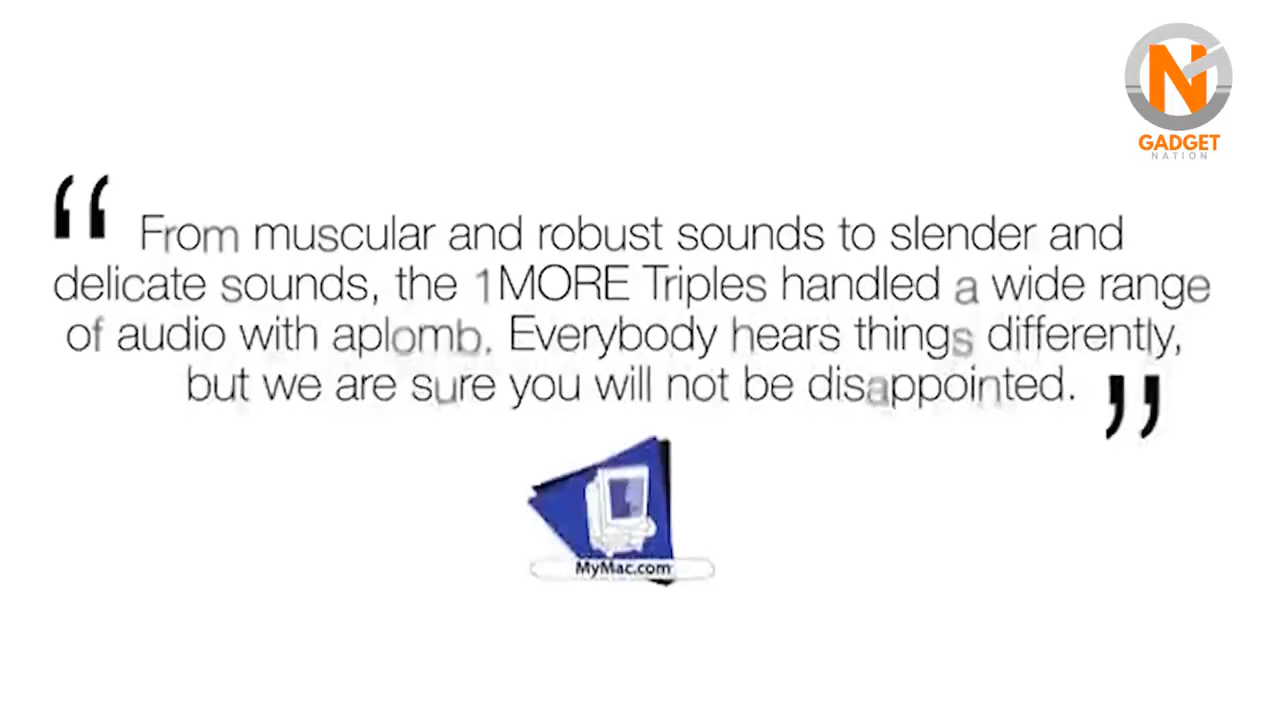 GADGET
NATION
“ From muscular and robust sounds to slender and
delicate sounds, the 1MORE Triples handled a wide range
of audio with aplomb. Everybody hears things differently,
but we are sure you will not be disappointed. ”
MyMac.com